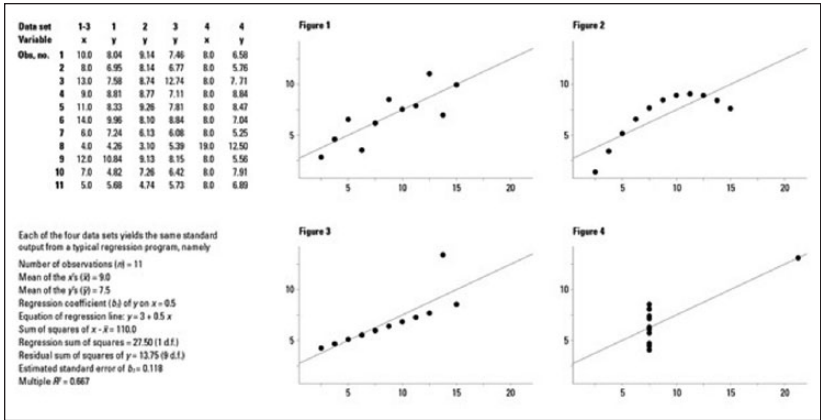 Data set 1-3 1 2 3 4 4
Variable x y y y x y
Obs, no. 1 10.0 8.04 9.14 7.46 8.0 6.58
2 8.0 6.95 8.14 6.77 8.0 5.76
3 13.0 7.58 8.74 12.74 8.0 7.71
4 9.0 8.81 8.77 7.11 8.0 8.84
5 11.0 8.33 9.26 7.81 8.0 8.47
6 14.0 9.96 8.10 8.84 8.0 7.04
7 6.0 7.24 6.13 6.08 8.0 5.25
8 4.0 4.26 3.10 5.39 19.0 12.50
9 12.0 10.84 9.13 8.15 8.0 5.56
10 7.0 4.82 7.26 6.42 8.0 7.91
11 5.0 5.68 4.74 5.73 8.0 6.89
Each of the four data sets yields the same standard
output from a typical regression program, namely
Number of observations (n) = 11
Mean of the x's (x̄) = 9.0
Mean of the y's (ȳ) = 7.5
Regression coefficient (b₁) of y on x = 0.5
Equation of regression line: y = 3 + 0.5 x
Sum of squares of x - x̄ = 110.0
Regression sum of squares = 27.50 (1 d.f.)
Residual sum of squares of y = 13.75 (9 d.f.)
Estimated standard error of b₁ = 0.118
Multiple R² = 0.667
Figure 1
10
5
5 10 15 20
Figure 2
10
5
5 10 15 20
Figure 3
10
5
5 10 15 20
Figure 4
10
5
5 10 15 20